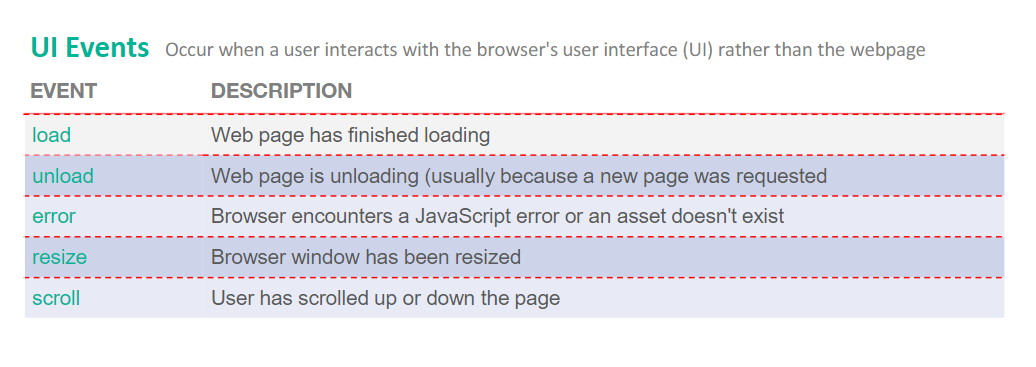 UI Events Occur when a user interacts with the browser's user interface (UI) rather than the webpage
EVENT DESCRIPTION
load Web page has finished loading
unload Web page is unloading (usually because a new page was requested
error Browser encounters a JavaScript error or an asset doesn't exist
resize Browser window has been resized
scroll User has scrolled up or down the page